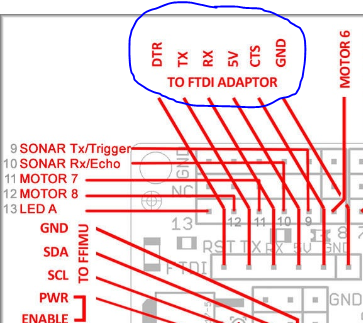 DTR TX RX 5V CTS GND
TO FTDI ADAPTOR
MOTOR 6
9 SONAR Tx/Trigger
10 SONAR Rx/Echo
11 MOTOR 7
12 MOTOR 8
13 LED A
GND
NC
13 12 11 10 9 8 7
GND
SDA
SCL
PWR
ENABLE
TO FFIMU
RST TX RX 5V GND
FTDI
GND